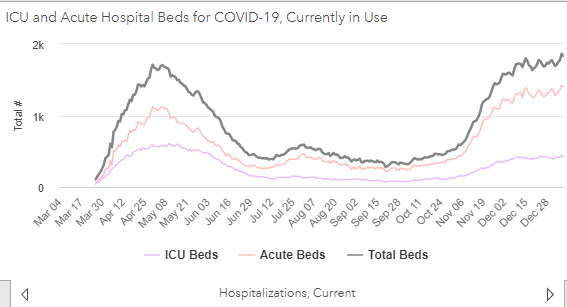 ICU and Acute Hospital Beds for COVID-19, Currently in Use
2k
1k
0
Total #
Mar 04
Mar 17
Mar 30
Apr 12
Apr 25
May 08
May 21
Jun 03
Jun 16
Jun 29
Jul 12
Jul 25
Aug 07
Aug 20
Sep 02
Sep 15
Sep 28
Oct 11
Oct 24
Nov 06
Nov 19
Dec 02
Dec 15
Dec 28
ICU Beds
Acute Beds
Total Beds
Hospitalizations, Current